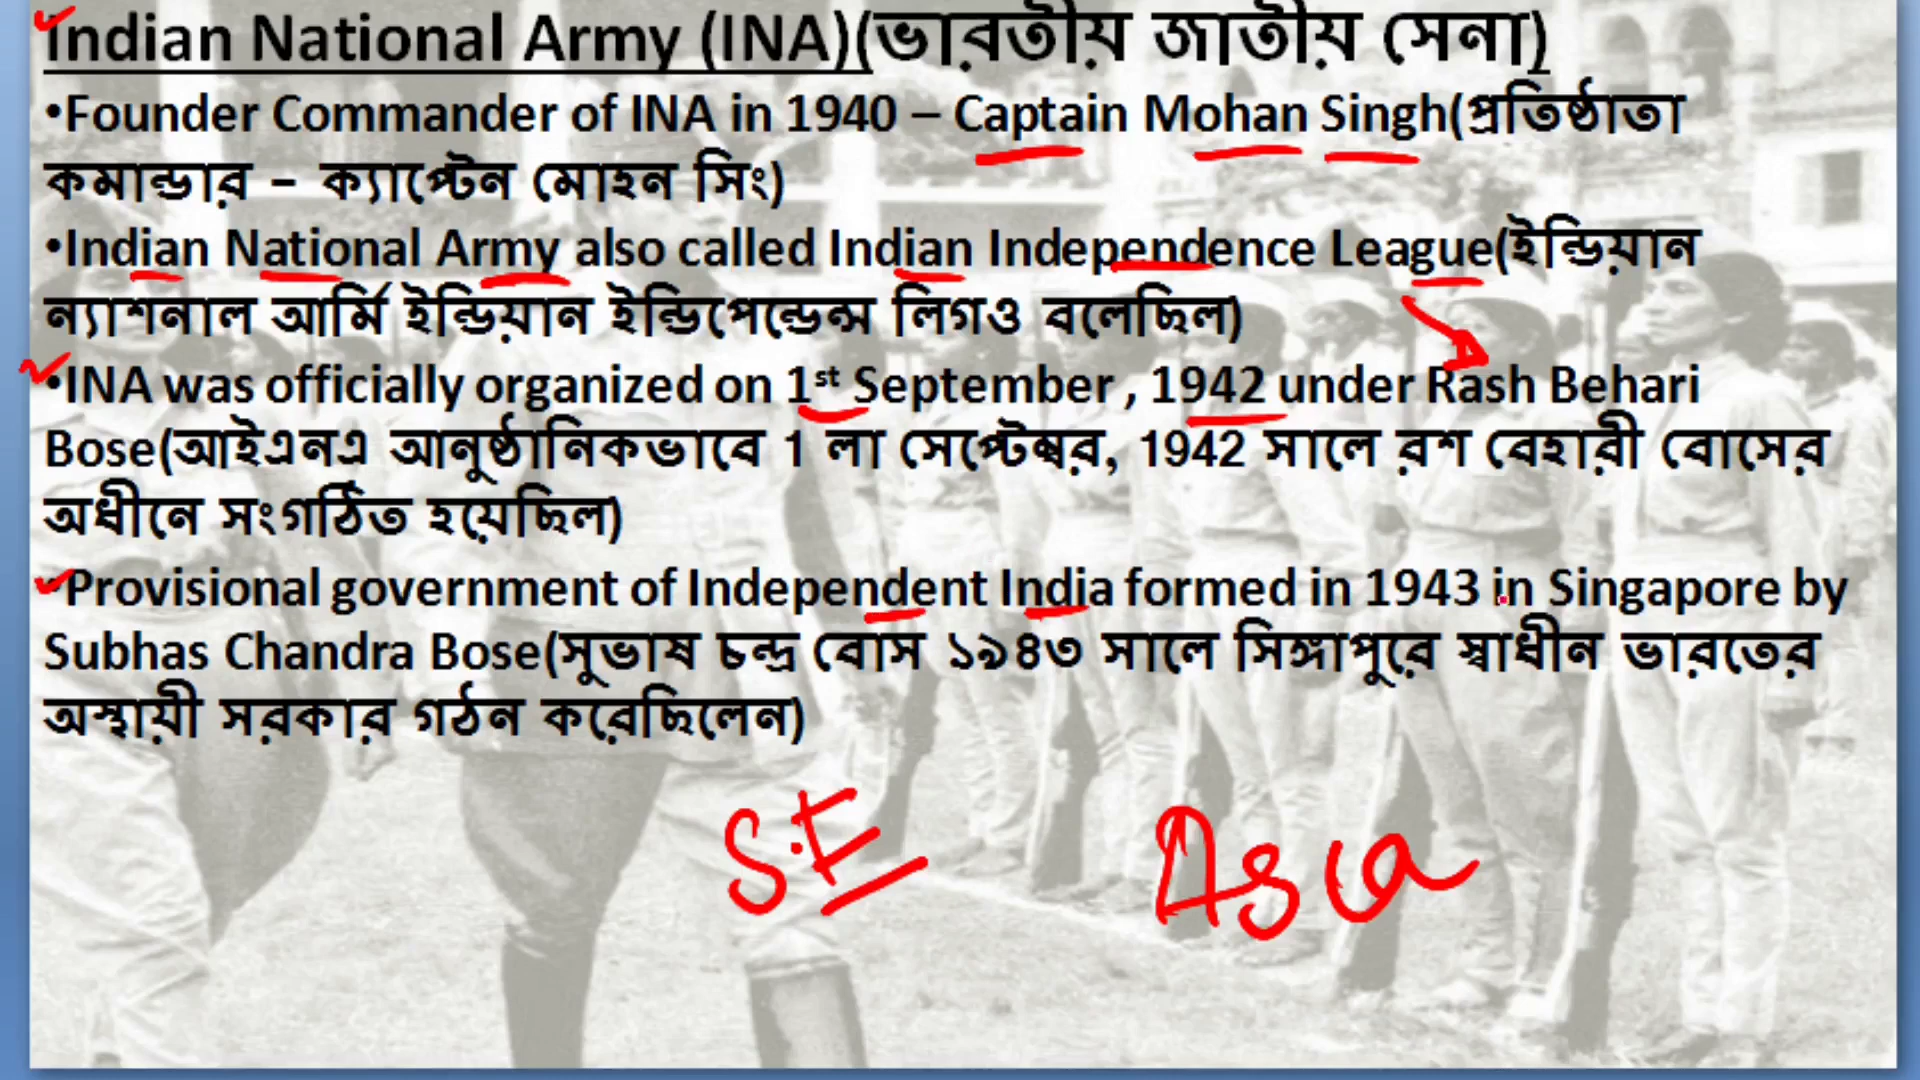 Indian National Army (INA)(ভারতীয় জাতীয় সেনা)
•Founder Commander of INA in 1940 – Captain Mohan Singh(প্রতিষ্ঠাতা
কমান্ডার – ক্যাপ্টেন মোহন সিং)
•Indian National Army also called Indian Independence League(ইন্ডিয়ান
ন্যাশনাল আর্মি ইন্ডিয়ান ইন্ডিপেন্ডেন্স লিগও বলেছিল)
•INA was officially organized on 1st September , 1942 under Rash Behari
Bose(আইএনএ আনুষ্ঠানিকভাবে 1 লা সেপ্টেম্বর, 1942 সালে রশ বেহারী বোসের
অধীনে সংগঠিত হয়েছিল)
•Provisional government of Independent India formed in 1943 in Singapore by
Subhas Chandra Bose(সুভাষ চন্দ্র বোস ১৯৪৩ সালে সিঙ্গাপুরে স্বাধীন ভারতের
অস্থায়ী সরকার গঠন করেছিলেন)
S.E Asia